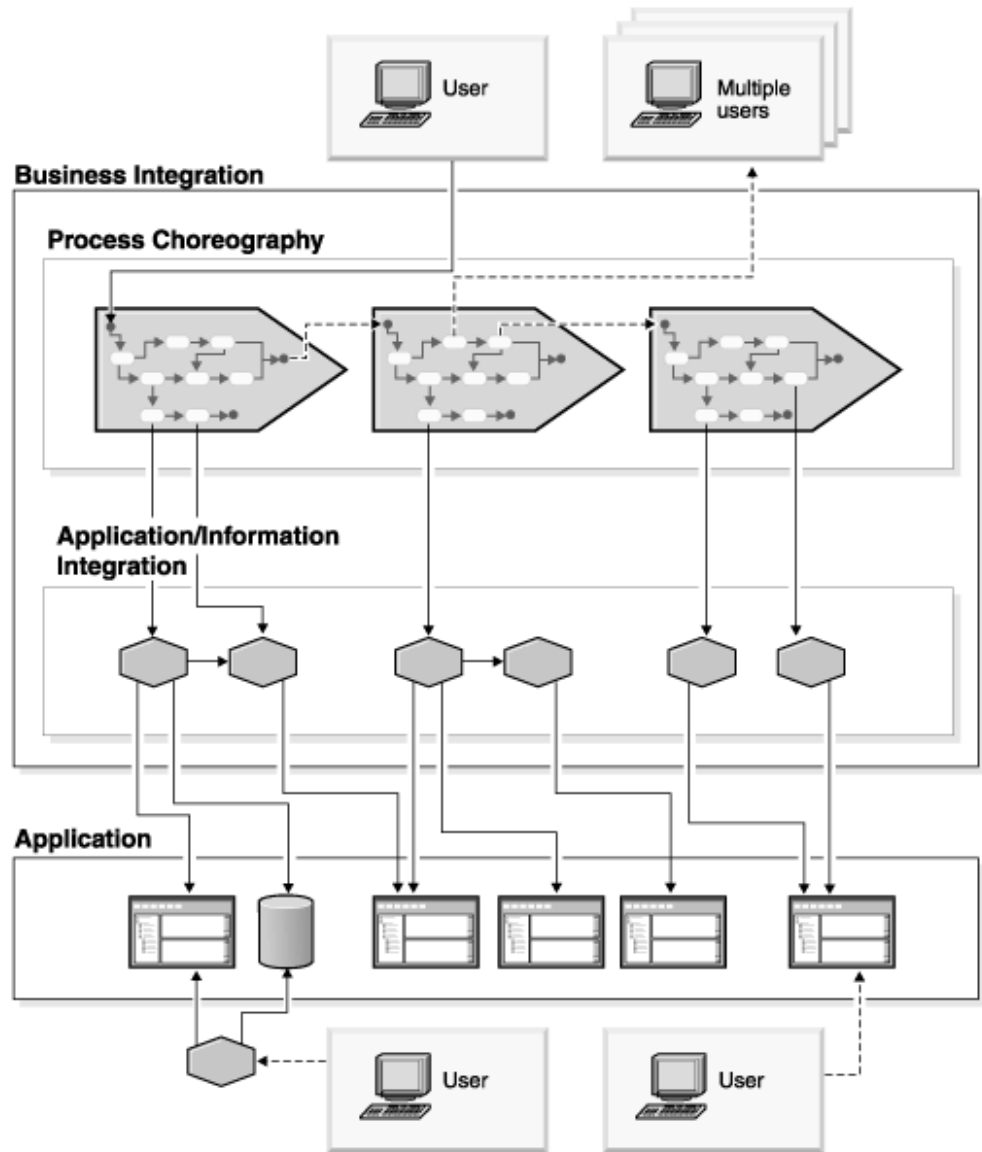 User
Multiple
users
Business Integration
Process Choreography
Application/Information
Integration
Application
User
User